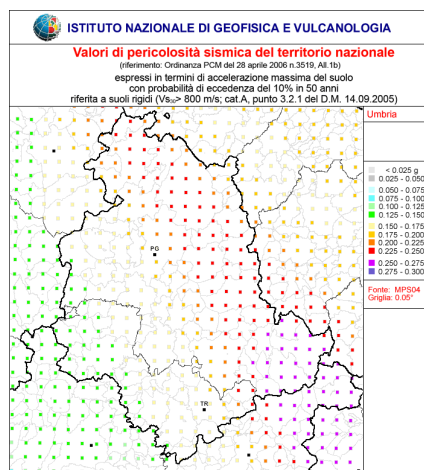 ISTITUTO NAZIONALE DI GEOFISICA E VULCANOLOGIA
Valori di pericolosità sismica del territorio nazionale
(riferimento: Ordinanza PCM del 28 aprile 2006 n.3519, All.1b)
espressi in termini di accelerazione massima del suolo
con probabilità di eccedenza del 10% in 50 anni
riferita a suoli rigidi (Vs₃₀> 800 m/s; cat.A, punto 3.2.1 del D.M. 14.09.2005)
Umbria
< 0.025 g
0.025 - 0.050
0.050 - 0.075
0.075 - 0.100
0.100 - 0.125
0.125 - 0.150
0.150 - 0.175
0.175 - 0.200
0.200 - 0.225
0.225 - 0.250
0.250 - 0.275
0.275 - 0.300
Fonte: MPS04
Griglia: 0.05°
PG
TR